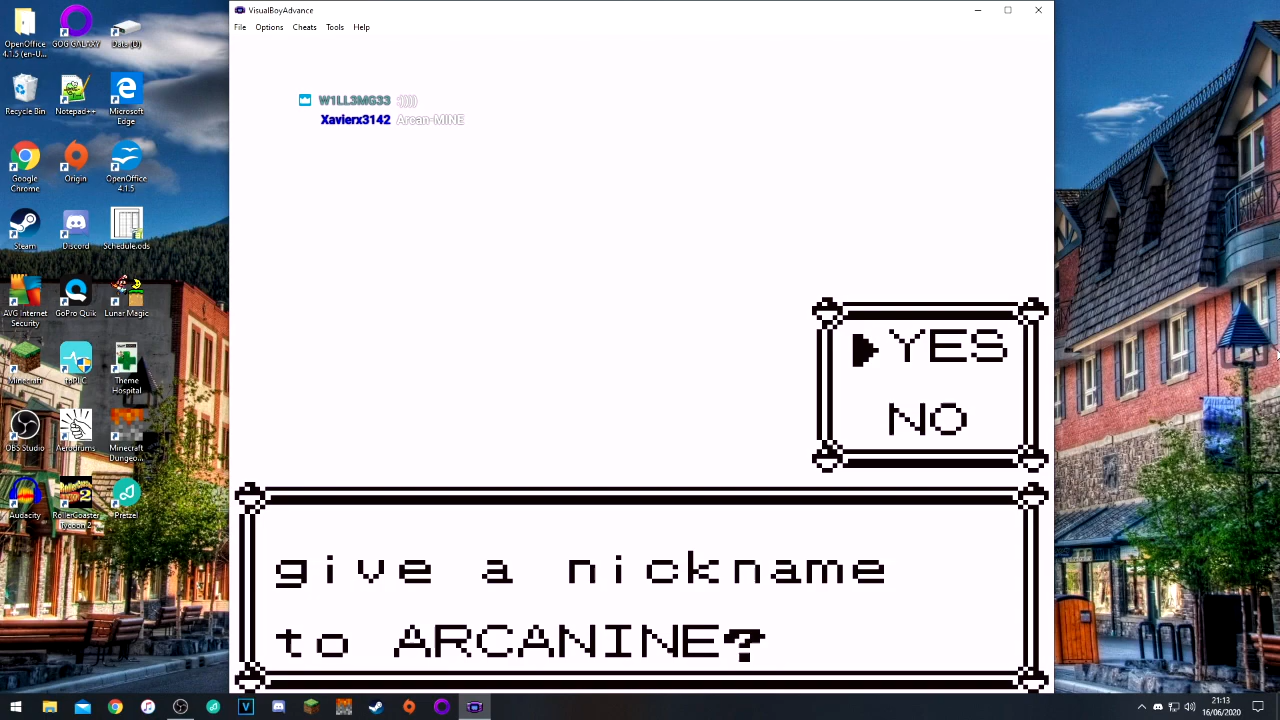 VisualBoyAdvance
File Options Cheats Tools Help
W1LL3MG33 :))))
Xavierx3142 Arcan-MINE
YES
NO
give a nickname
to ARCANINE?
OpenOffice 4.1.5 (en-U...
GOG GALAXY
Data (D)
Recycle Bin
Notepad++
Microsoft Edge
Google Chrome
Origin
OpenOffice 4.1.5
Steam
Discord
Schedule.ods
AVG Internet Security
GoPro Quik
Lunar Magic
Minecraft
Theme Hospital
OBS Studio
Aerodrums
Minecraft Dungeo...
Audacity
RollerCoaster Tycoon 2
Pretzel
21:13
16/06/2020